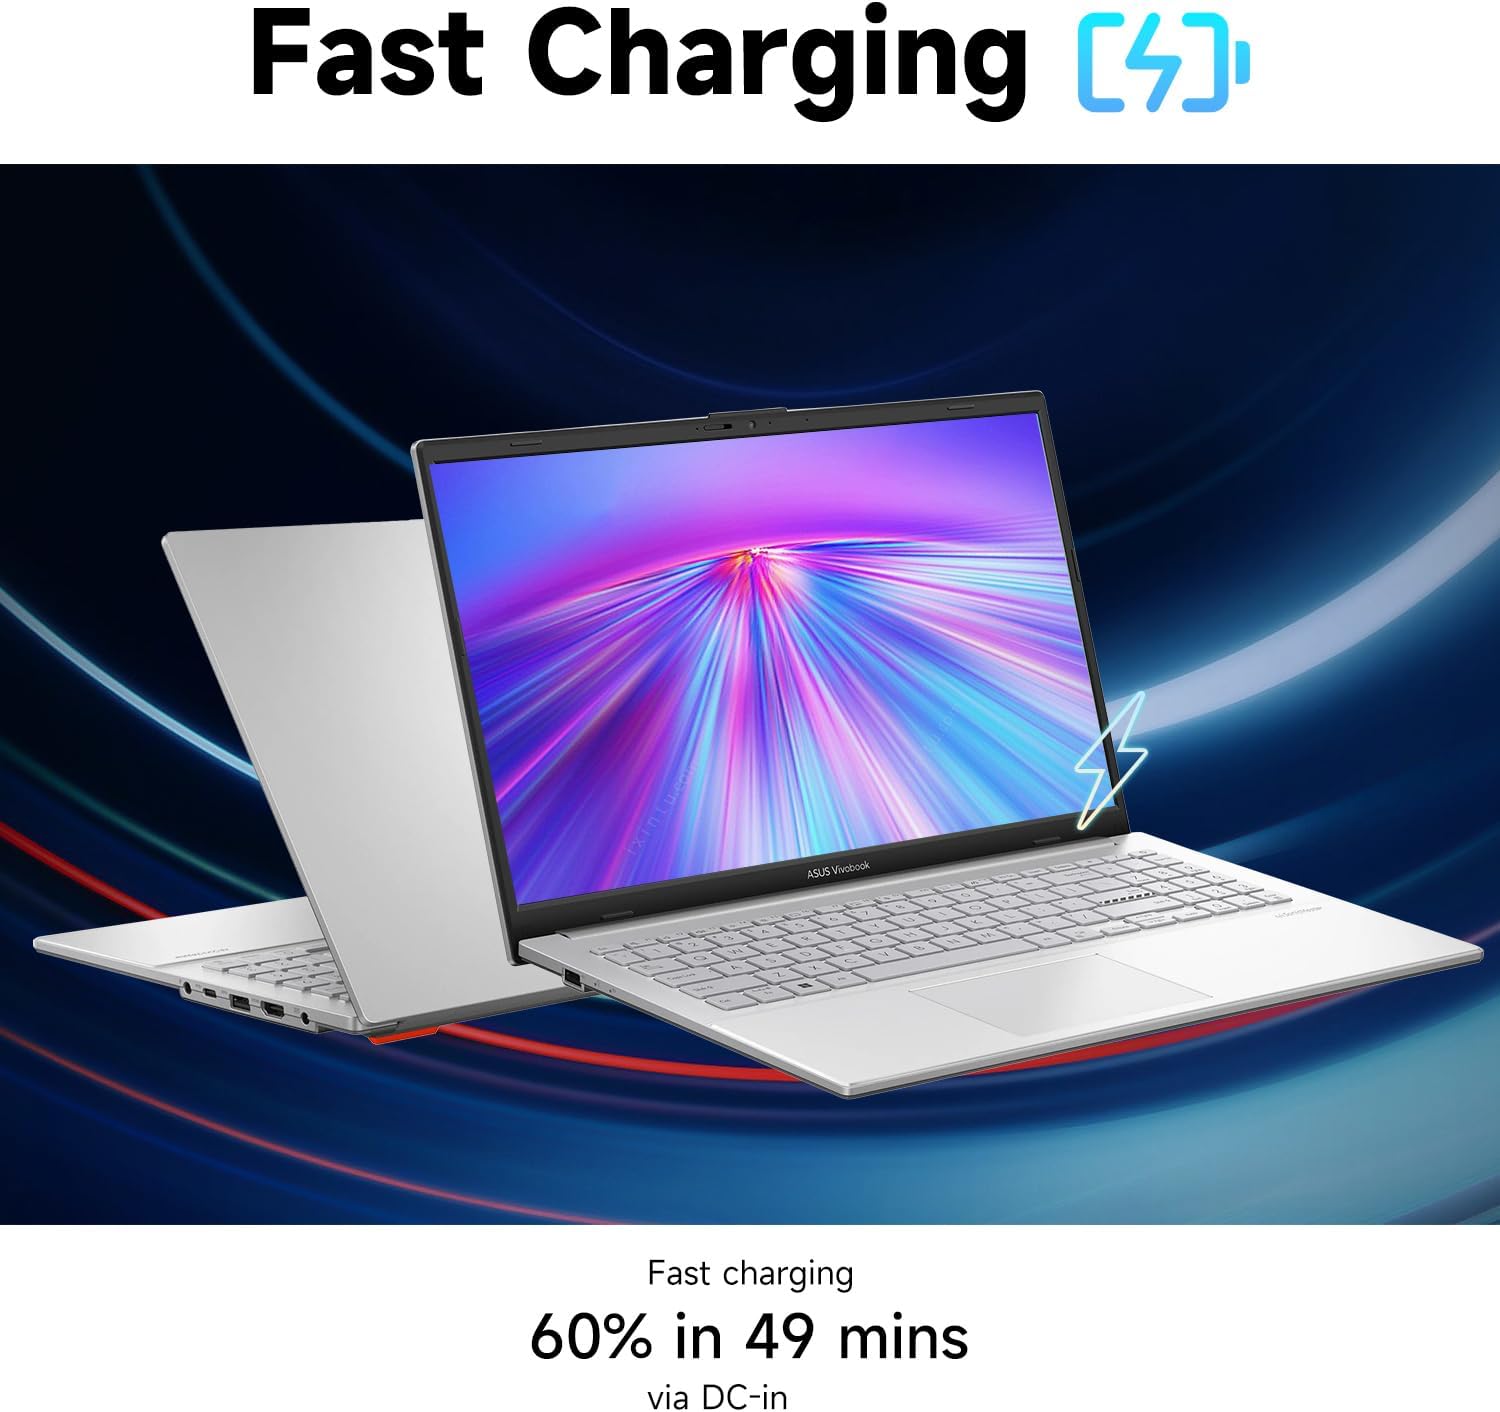 Fast Charging
ASUS Vivobook
Fast charging
60% in 49 mins
via DC-in